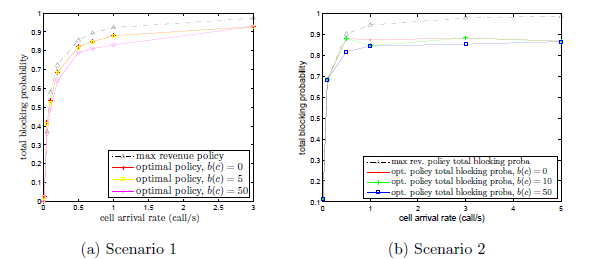 total blocking probability
1
0.9
0.8
0.7
0.6
0.5
0.4
0.3
0.2
0.1
0
max revenue policy
optimal policy, b(c) = 0
optimal policy, b(c) = 5
optimal policy, b(c) = 50
0 0.5 1 1.5 2 2.5 3
cell arrival rate (call/s)
(a) Scenario 1
total blocking probability
1
0.9
0.8
0.7
0.6
0.5
0.4
0.3
0.2
0.1
max rev. policy total blocking proba
opt. policy total blocking proba, b(c) = 0
opt. policy total blocking proba, b(c) = 10
opt. policy total blocking proba, b(c) = 50
0 1 2 3 4 5
cell arrival rate (call/s)
(b) Scenario 2